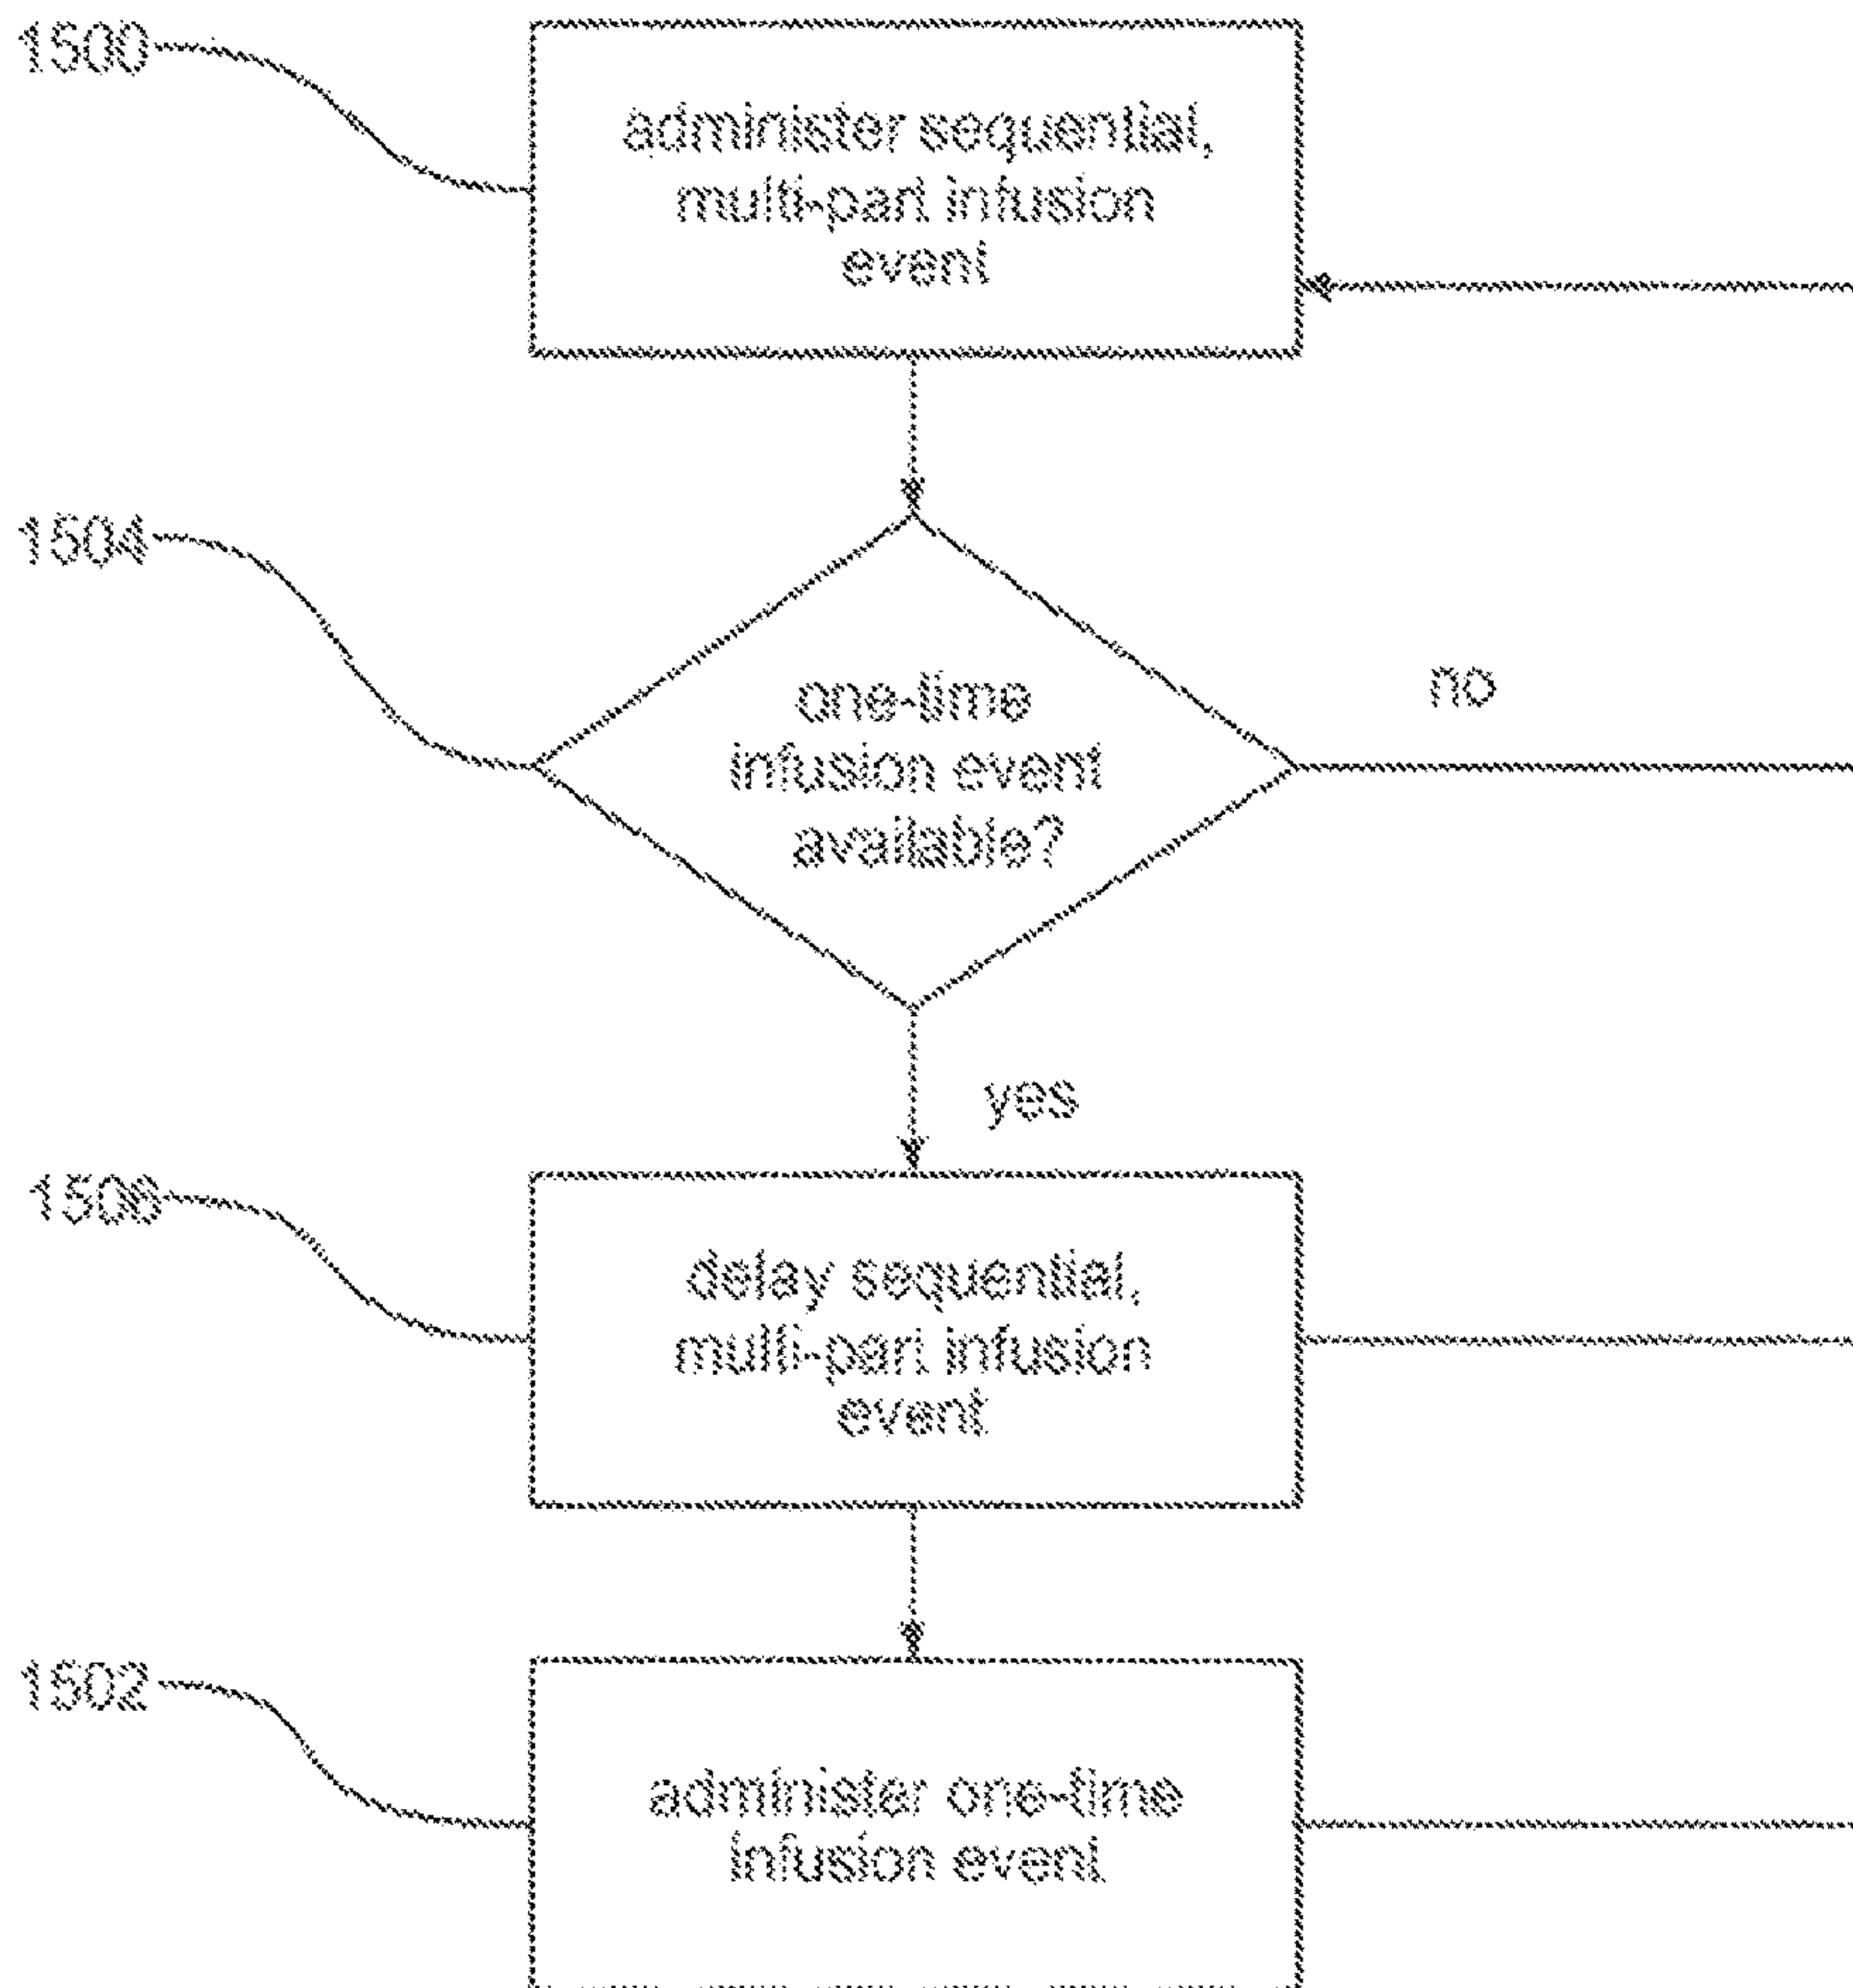 1500
administer sequential,
multi-part infusion
event
1504
one-time
infusion event
available?
no
yes
1506
delay sequential,
multi-part infusion
event
1502
administer one-time
infusion event